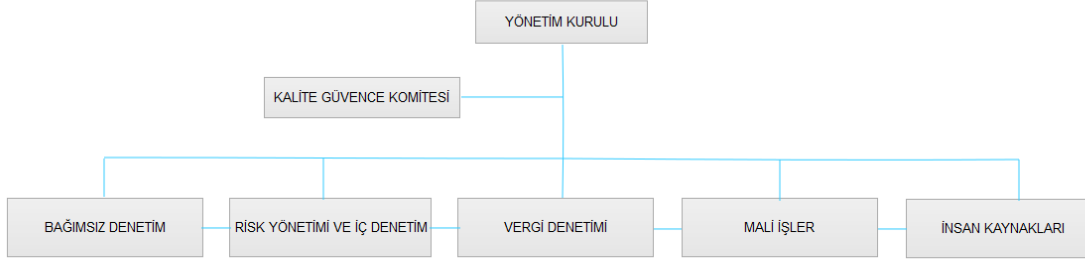 YÖNETİM KURULU
KALİTE GÜVENCE KOMİTESİ
BAĞIMSIZ DENETİM
RİSK YÖNETİMİ VE İÇ DENETİM
VERGİ DENETİMİ
MALİ İŞLER
İNSAN KAYNAKLARI